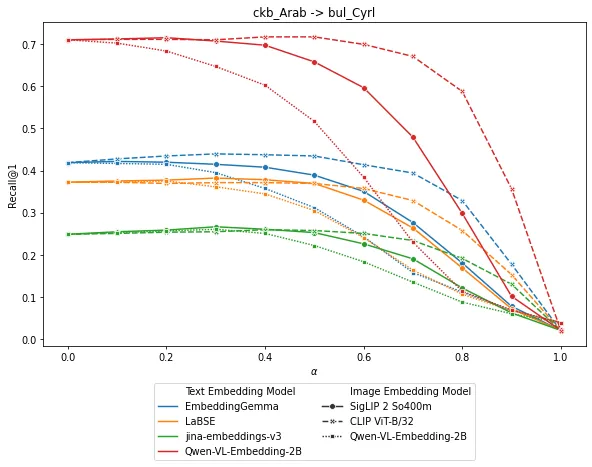 ckb_Arab -> bul_Cyrl
Recall@1
0.7
0.6
0.5
0.4
0.3
0.2
0.1
0.0
0.0
0.2
0.4
0.6
0.8
1.0
α
Text Embedding Model
EmbeddingGemma
LaBSE
jina-embeddings-v3
Qwen-VL-Embedding-2B
Image Embedding Model
SigLIP 2 So400m
CLIP ViT-B/32
Qwen-VL-Embedding-2B